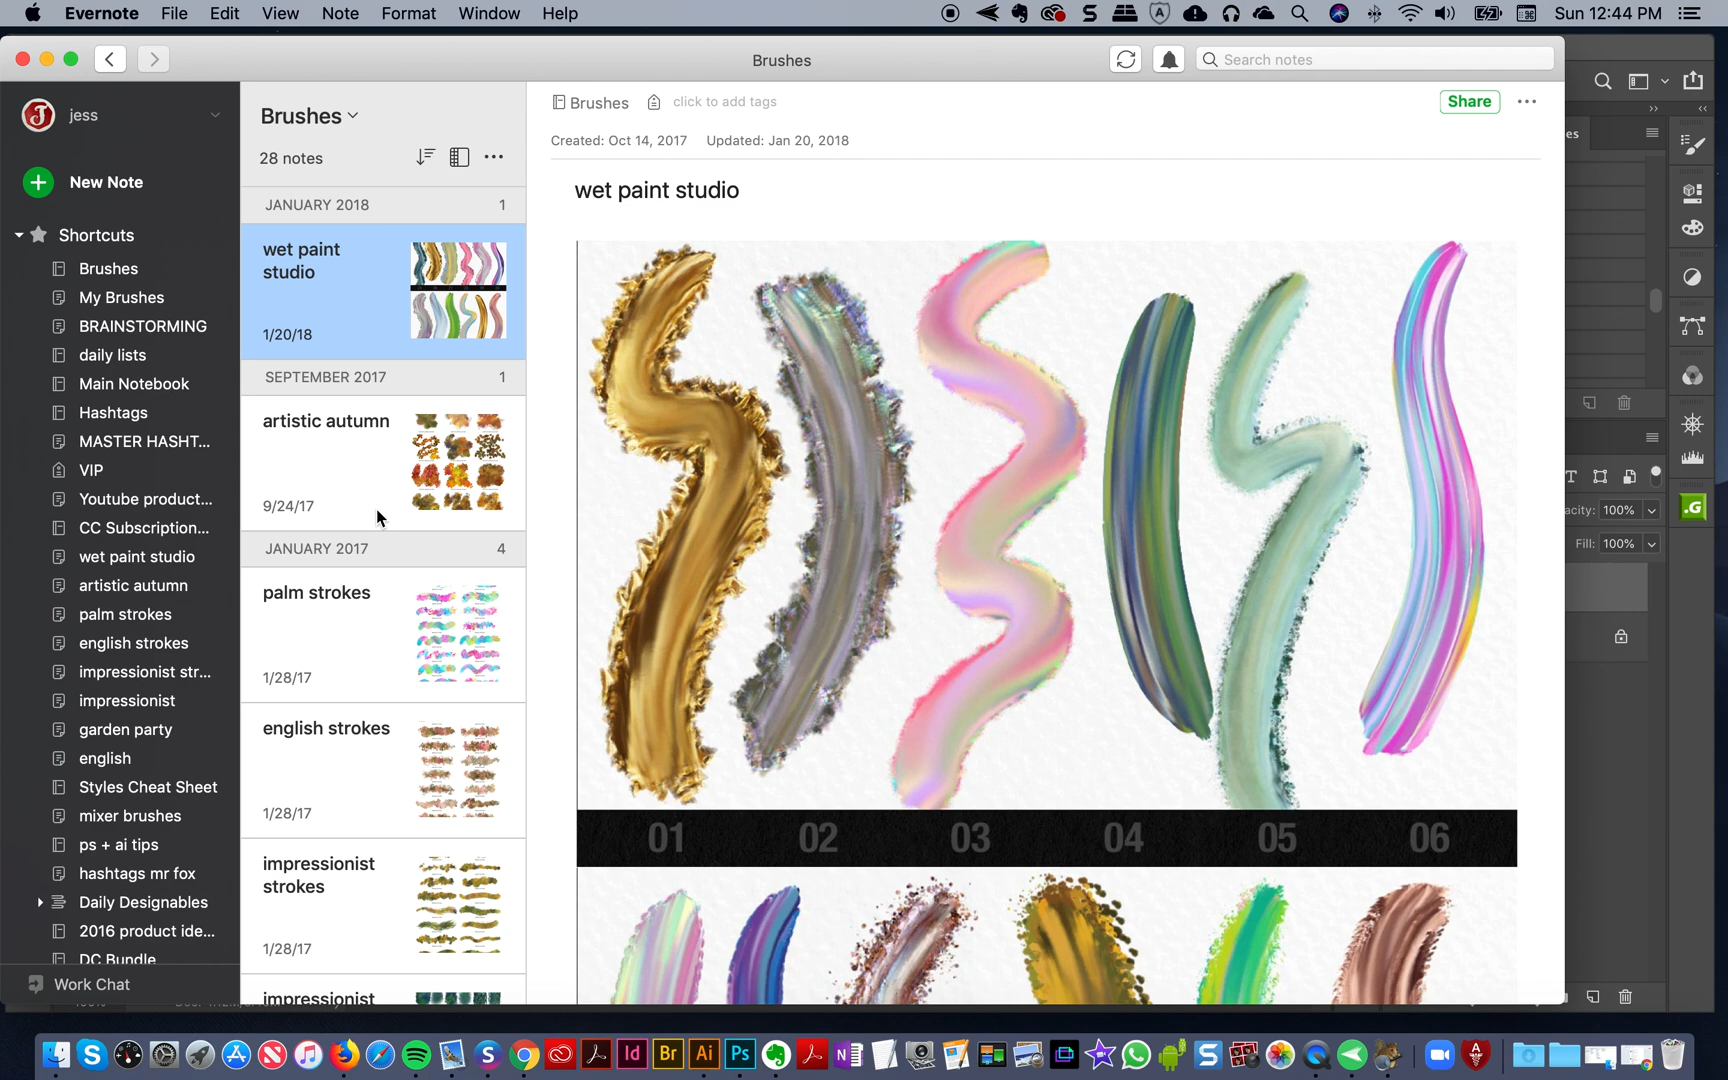 Evernote File Edit View Note Format Window Help
Sun 12:44 PM
Brushes
Search notes
jess
New Note
Shortcuts
Brushes
My Brushes
BRAINSTORMING
daily lists
Main Notebook
Hashtags
MASTER HASHT...
VIP
Youtube product...
CC Subscription...
wet paint studio
artistic autumn
palm strokes
english strokes
impressionist str...
impressionist
garden party
english
Styles Cheat Sheet
mixer brushes
ps + ai tips
hashtags mr fox
Daily Designables
2016 product ide...
DC Bundle
Work Chat
Brushes
28 notes
JANUARY 2018 1
wet paint
studio
1/20/18
SEPTEMBER 2017 1
artistic autumn
9/24/17
JANUARY 2017 4
palm strokes
1/28/17
english strokes
1/28/17
impressionist
strokes
1/28/17
impressionist
Brushes click to add tags
Share
Created: Oct 14, 2017 Updated: Jan 20, 2018
wet paint studio
01 02 03 04 05 06
es
acity: 100%
Fill: 100%
.G
Id Br Ai Ps